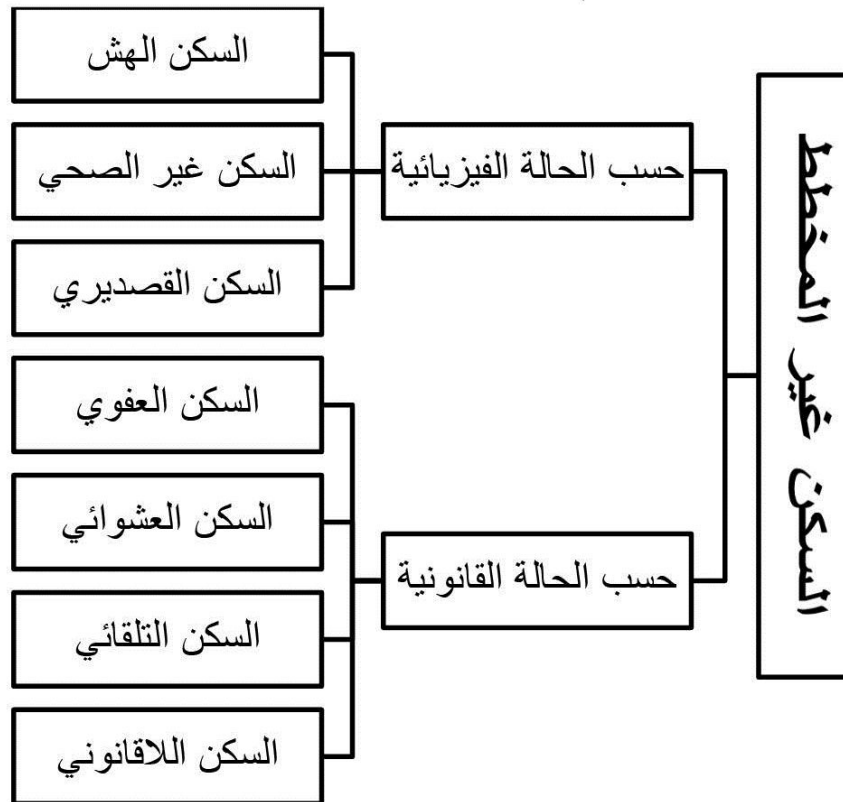 السكن غير المخطط
حسب الحالة الفيزيائية
السكن الهش
السكن غير الصحي
السكن القصديري
حسب الحالة القانونية
السكن العفوي
السكن العشوائي
السكن التلقائي
السكن اللاقانوني